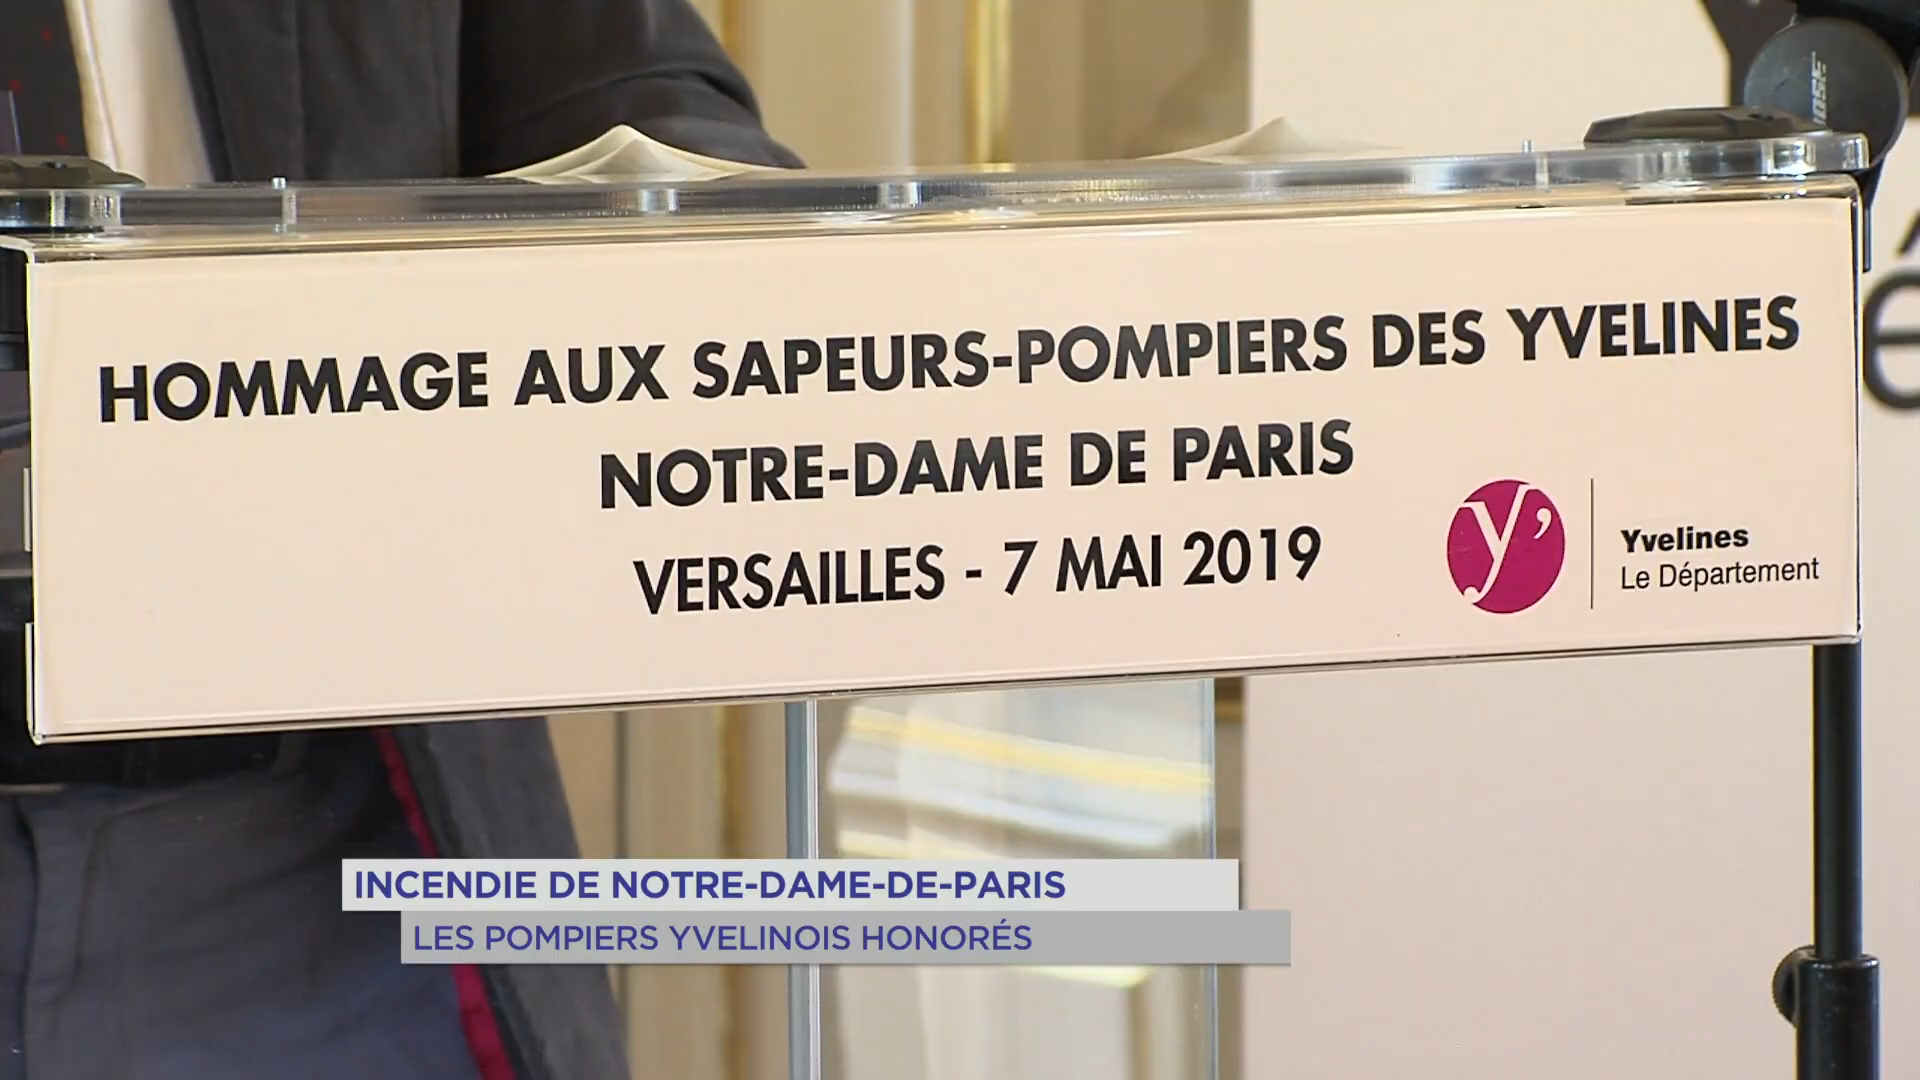 BOSE
HOMMAGE AUX SAPEURS-POMPIERS DES YVELINES
NOTRE-DAME DE PARIS
VERSAILLES - 7 MAI 2019
Y'
Yvelines
Le Département
INCENDIE DE NOTRE-DAME-DE-PARIS
LES POMPIERS YVELINOIS HONORÉS